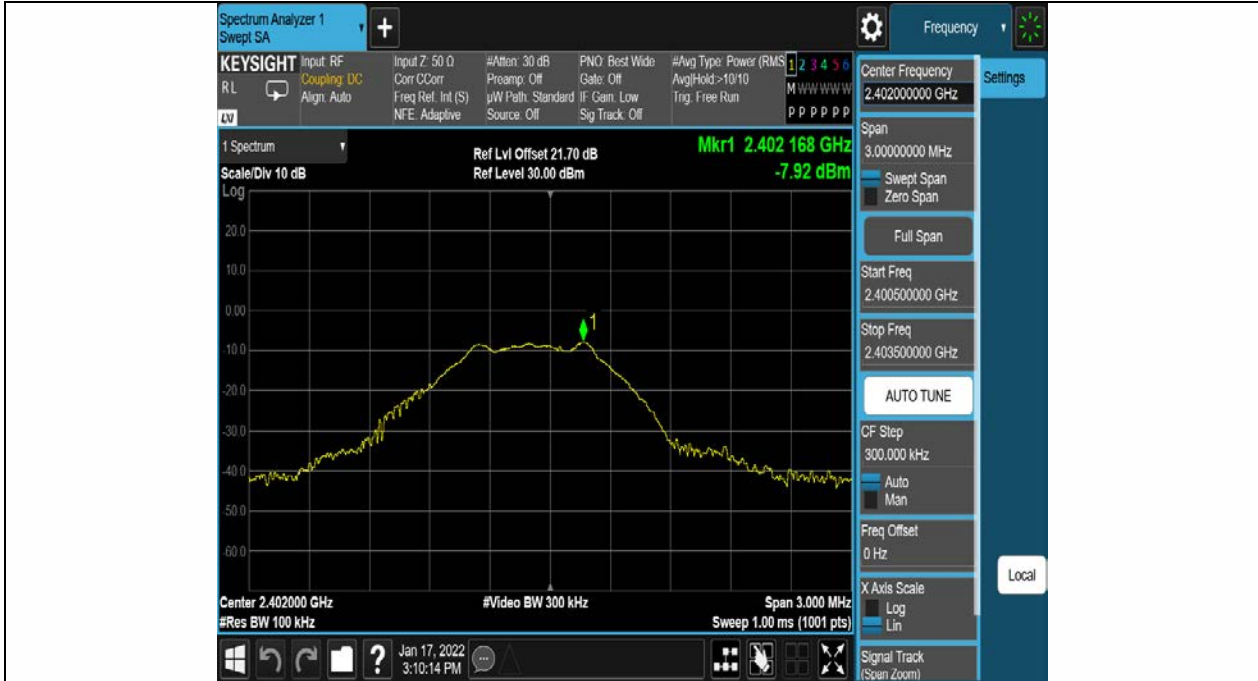 Spectrum Analyzer 1
Swept SA
+
Frequency
KEYSIGHT
RL
LXI
Input: RF
Coupling: DC
Align: Auto
Input Z: 50 Ω
Corr CCorr
Freq Ref: Int (S)
NFE: Adaptive
#Atten: 30 dB
Preamp: Off
µW Path: Standard
Source: Off
PNO: Best Wide
Gate: Off
IF Gain: Low
Sig Track: Off
#Avg Type: Power (RMS
Avg|Hold:>10/10
Trig: Free Run
1 2 3 4 5 6
M W W W W W
P P P P P P
1 Spectrum
Scale/Div 10 dB
Log
Ref Lvl Offset 21.70 dB
Ref Level 30.00 dBm
Mkr1 2.402 168 GHz
-7.92 dBm
20.0
10.0
0.00
-10.0
-20.0
-30.0
-40.0
-50.0
-60.0
1
Center 2.402000 GHz
#Res BW 100 kHz
#Video BW 300 kHz
Span 3.000 MHz
Sweep 1.00 ms (1001 pts)
Center Frequency
2.402000000 GHz
Settings
Span
3.00000000 MHz
Swept Span
Zero Span
Full Span
Start Freq
2.400500000 GHz
Stop Freq
2.403500000 GHz
AUTO TUNE
CF Step
300.000 kHz
Auto
Man
Freq Offset
0 Hz
Local
X Axis Scale
Log
Lin
Signal Track
(Span Zoom)
?
Jan 17, 2022
3:10:14 PM